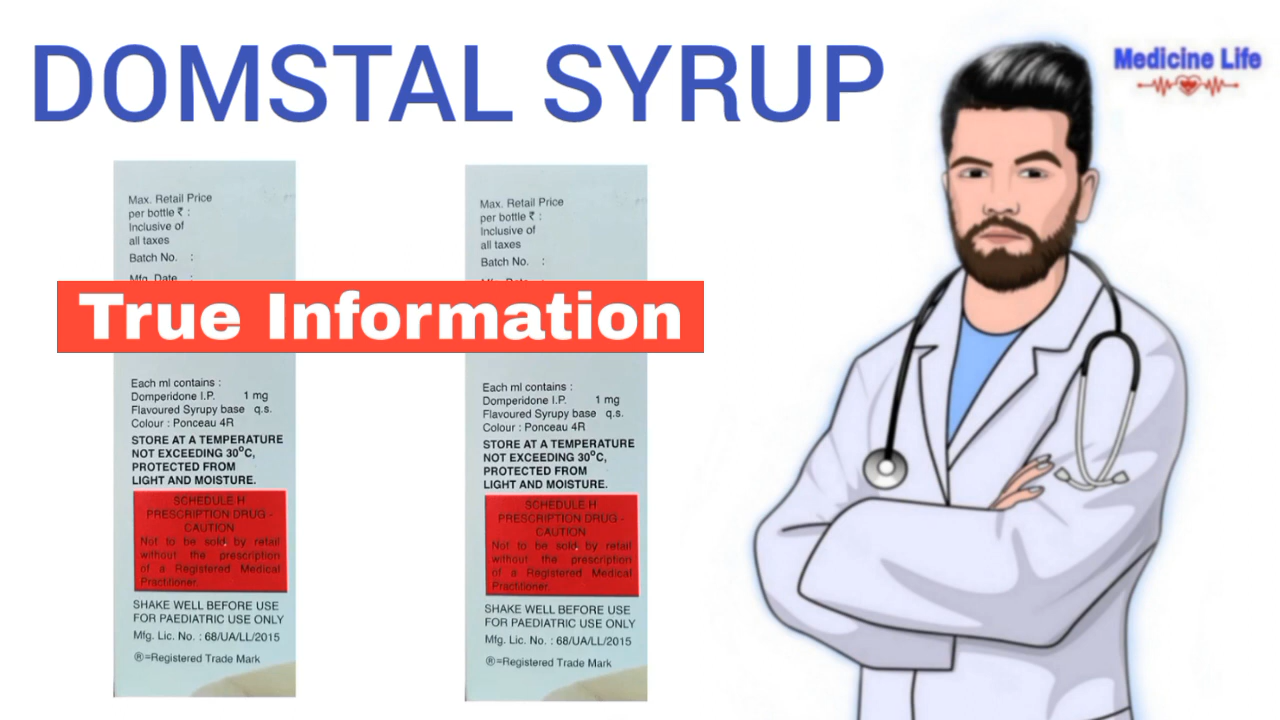 DOMSTAL SYRUP
Medicine Life
Max. Retail Price
per bottle ₹ :
Inclusive of
all taxes
Batch No. :
Mfg. Date :
True Information
Each ml contains :
Domperidone I.P. 1 mg
Flavoured Syrupy base q.s.
Colour : Ponceau 4R
STORE AT A TEMPERATURE
NOT EXCEEDING 30°C,
PROTECTED FROM
LIGHT AND MOISTURE.
SCHEDULE H
PRESCRIPTION DRUG -
CAUTION
Not to be sold by retail
without the prescription
of a Registered Medical
Practitioner.
SHAKE WELL BEFORE USE
FOR PAEDIATRIC USE ONLY
Mfg. Lic. No. : 68/UA/LL/2015
®=Registered Trade Mark
Max. Retail Price
per bottle ₹ :
Inclusive of
all taxes
Batch No. :
Each ml contains :
Domperidone I.P. 1 mg
Flavoured Syrupy base q.s.
Colour : Ponceau 4R
STORE AT A TEMPERATURE
NOT EXCEEDING 30°C,
PROTECTED FROM
LIGHT AND MOISTURE.
SCHEDULE H
PRESCRIPTION DRUG -
CAUTION
Not to be sold by retail
without the prescription
of a Registered Medical
Practitioner.
SHAKE WELL BEFORE USE
FOR PAEDIATRIC USE ONLY
Mfg. Lic. No. : 68/UA/LL/2015
®=Registered Trade Mark